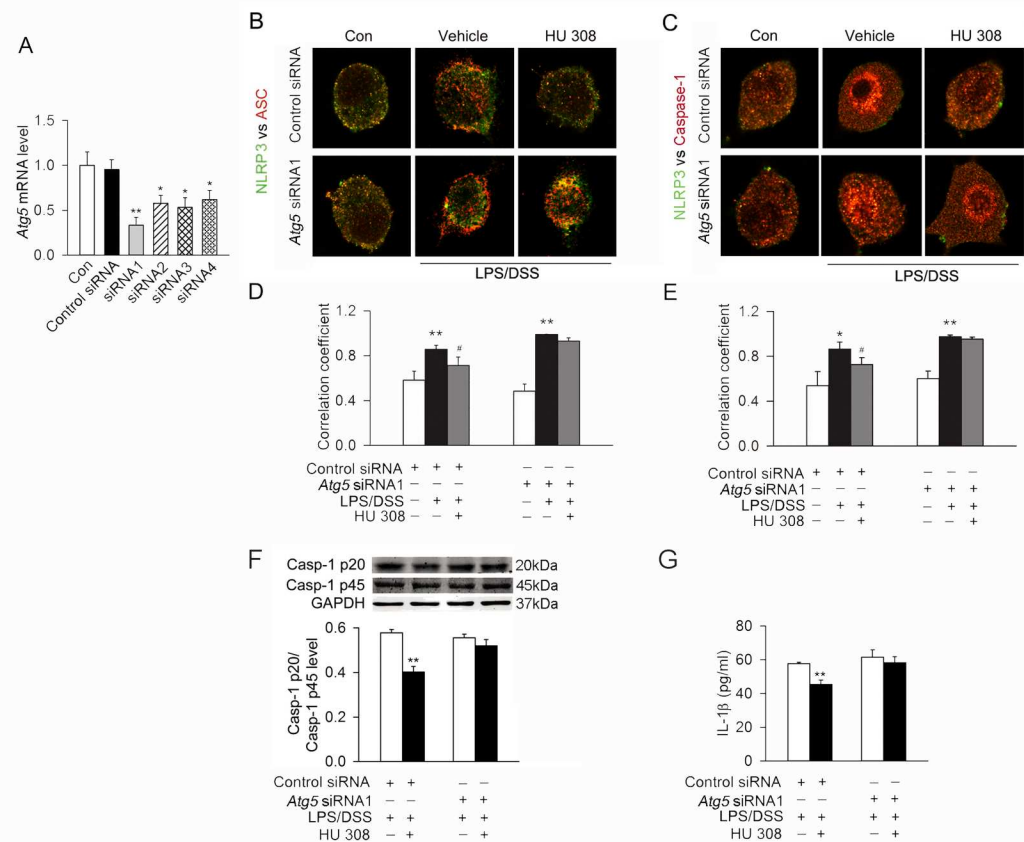 A
Atg5 mRNA level
1.5
1.0
0.5
0.0
**
*
*
*
Con
Control siRNA
siRNA1
siRNA2
siRNA3
siRNA4
B
Con
Vehicle
HU 308
NLRP3 vs ASC
Control siRNA
Atg5 siRNA1
LPS/DSS
C
Con
Vehicle
HU 308
NLRP3 vs Caspase-1
Control siRNA
Atg5 siRNA1
LPS/DSS
D
Correlation coefficient
1.2
0.8
0.4
0.0
**
#
**
Control siRNA + + + – – –
Atg5 siRNA1 – – – + + +
LPS/DSS – + + – + +
HU 308 – – + – – +
E
Correlation coefficient
1.2
0.8
0.4
0.0
*
#
**
Control siRNA + + + – – –
Atg5 siRNA1 – – – + + +
LPS/DSS – + + – + +
HU 308 – – + – – +
F
Casp-1 p20 20kDa
Casp-1 p45 45kDa
GAPDH 37kDa
Casp-1 p20/
Casp-1 p45 level
0.6
0.4
0.2
0.0
**
Control siRNA + + – –
Atg5 siRNA1 – – + +
LPS/DSS + + + +
HU 308 – + – +
G
IL-1β (pg/ml)
80
60
40
20
0
**
Control siRNA + + – –
Atg5 siRNA1 – – + +
LPS/DSS + + + +
HU 308 – + – +